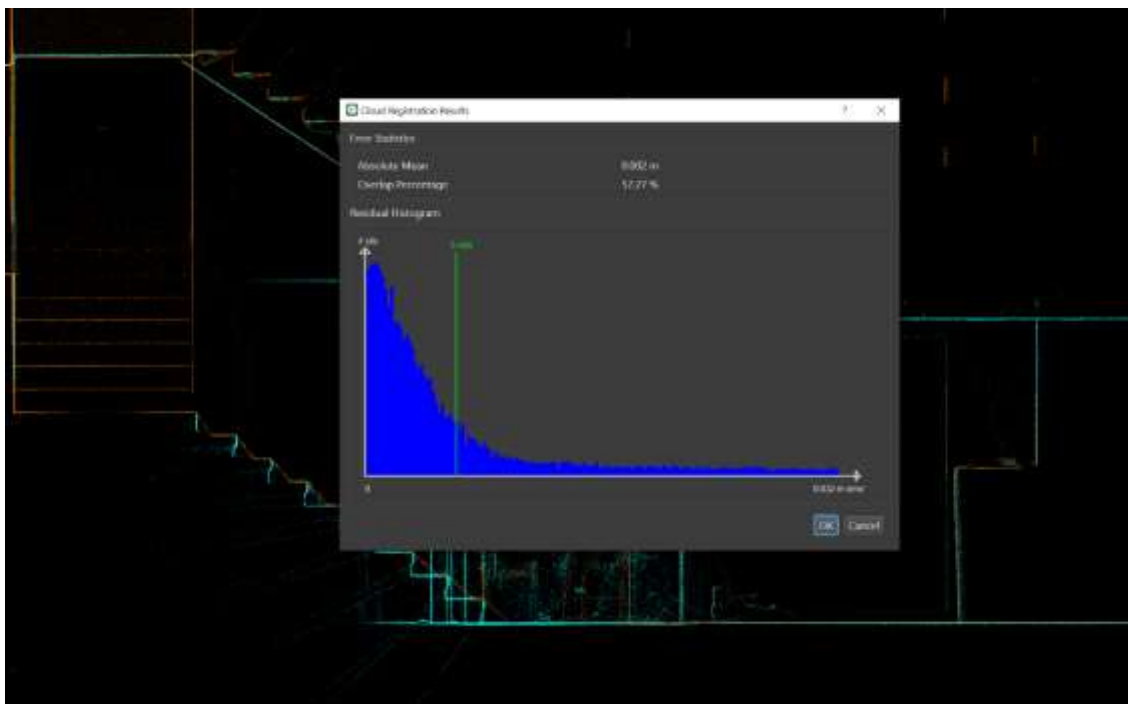 Cloud Registration Results
Error Statistics
Absolute Mean 0.002 m
Overlap Percentage 57.27 %
Residual Histogram
0
OK Cancel